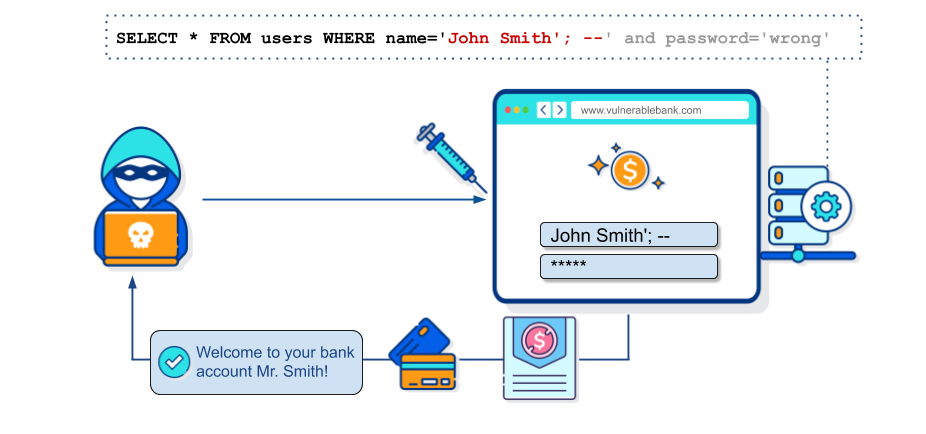 SELECT * FROM users WHERE name='John Smith'; --' and password='wrong'
www.vulnerablebank.com
$
John Smith'; --
*****
$
Welcome to your bank
account Mr. Smith!